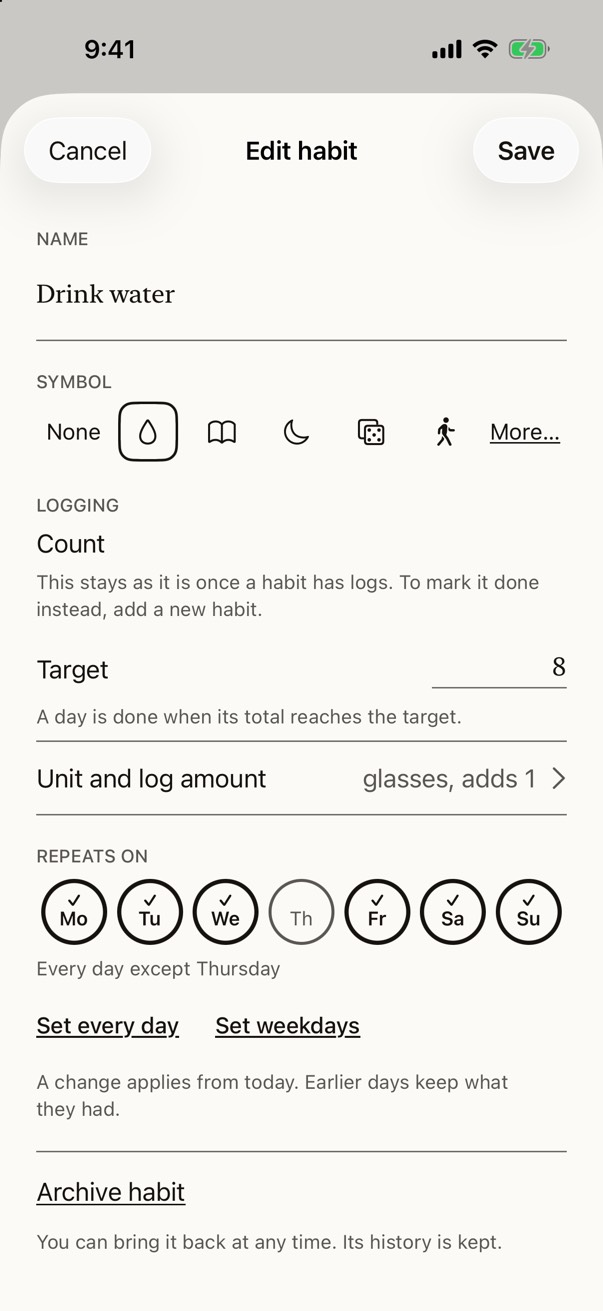 9:41
Cancel
Edit habit
Save
NAME
Drink water
SYMBOL
None
More...
LOGGING
Count
This stays as it is once a habit has logs. To mark it done
instead, add a new habit.
Target
8
A day is done when its total reaches the target.
Unit and log amount
glasses, adds 1
REPEATS ON
Mo Tu We Th Fr Sa Su
Every day except Thursday
Set every day
Set weekdays
A change applies from today. Earlier days keep what
they had.
Archive habit
You can bring it back at any time. Its history is kept.